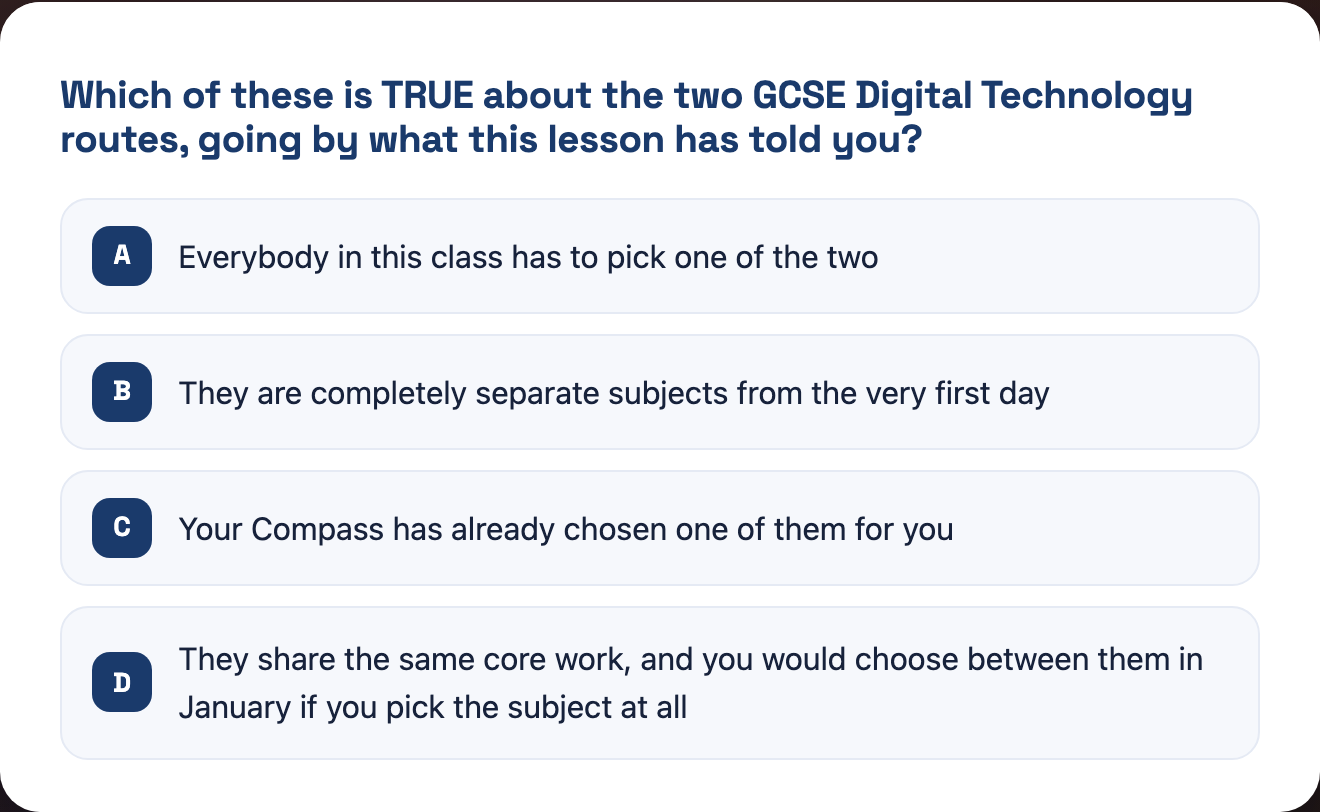 Which of these is TRUE about the two GCSE Digital Technology
routes, going by what this lesson has told you?
A Everybody in this class has to pick one of the two
B They are completely separate subjects from the very first day
C Your Compass has already chosen one of them for you
D They share the same core work, and you would choose between them in
January if you pick the subject at all